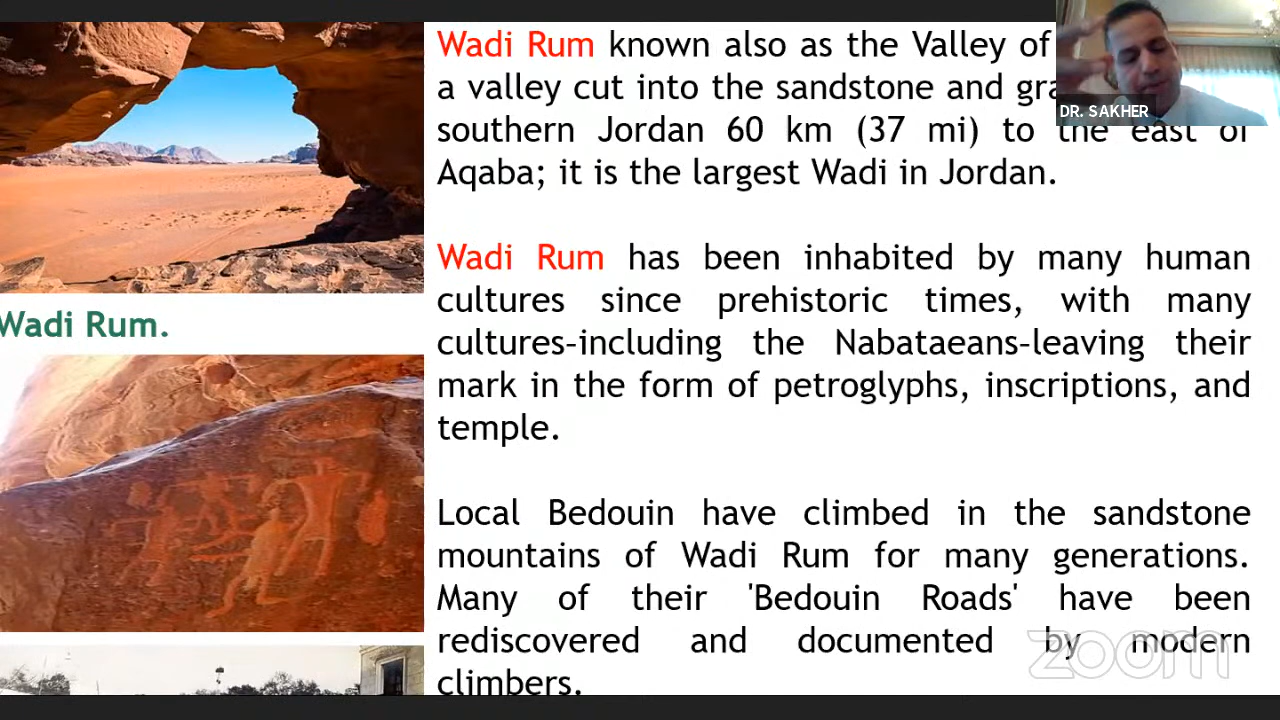 Wadi Rum known also as the Valley of
a valley cut into the sandstone and
southern Jordan 60 km (37 mi) to the east of
Aqaba; it is the largest Wadi in Jordan.
Wadi Rum has been inhabited by many human
cultures since prehistoric times, with many
cultures–including the Nabataeans–leaving their
mark in the form of petroglyphs, inscriptions, and
temple.
Local Bedouin have climbed in the sandstone
mountains of Wadi Rum for many generations.
Many of their 'Bedouin Roads' have been
rediscovered and documented by modern
climbers.
Wadi Rum.
DR. SAKHER
zoom